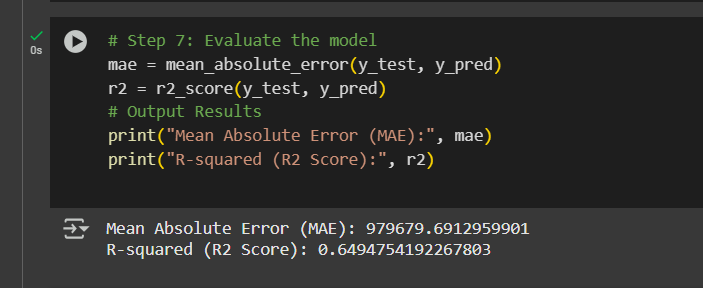 # Step 7: Evaluate the model
0s
mae = mean_absolute_error(y_test, y_pred)
r2 = r2_score(y_test, y_pred)
# Output Results
print("Mean Absolute Error (MAE):", mae)
print("R-squared (R2 Score):", r2)
Mean Absolute Error (MAE): 979679.6912959901
R-squared (R2 Score): 0.6494754192267803